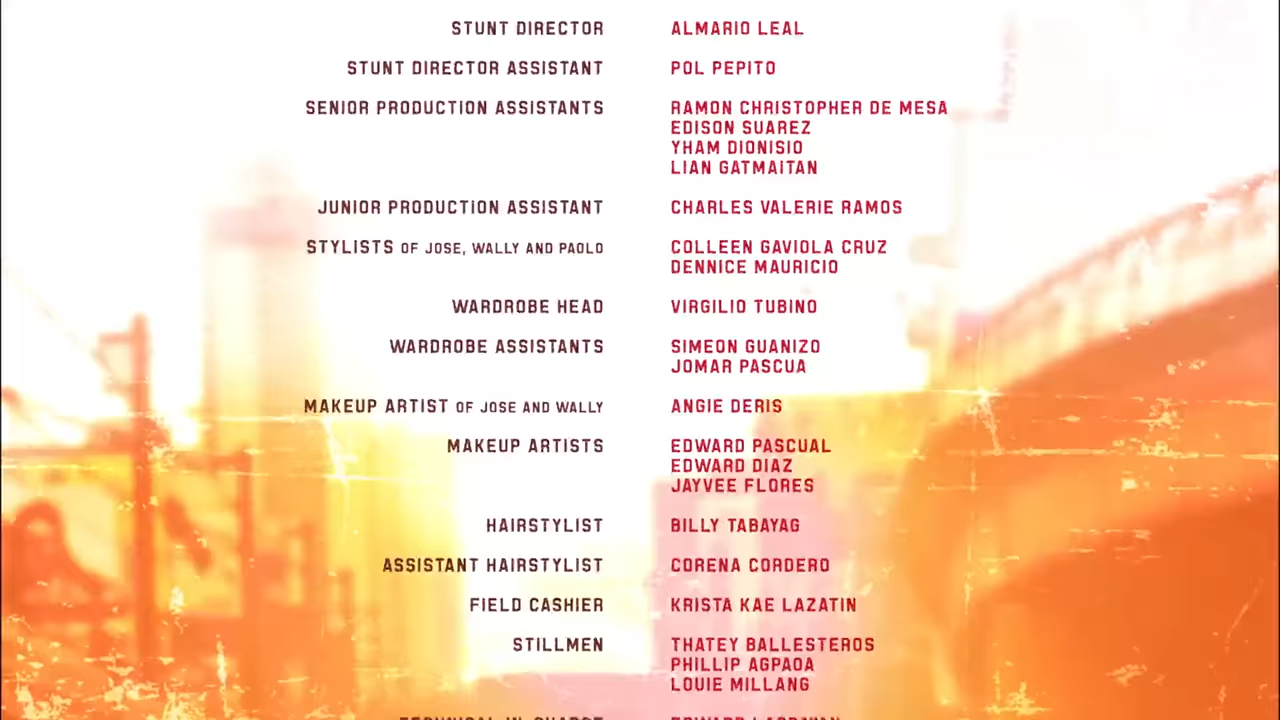 STUNT DIRECTOR ALMARIO LEAL
STUNT DIRECTOR ASSISTANT POL PEPITO
SENIOR PRODUCTION ASSISTANTS RAMON CHRISTOPHER DE MESA
EDISON SUAREZ
YHAM DIONISIO
LIAN GATMAITAN
JUNIOR PRODUCTION ASSISTANT CHARLES VALERIE RAMOS
STYLISTS OF JOSE, WALLY AND PAOLO COLLEEN GAVIOLA CRUZ
DENNICE MAURICIO
WARDROBE HEAD VIRGILIO TUBINO
WARDROBE ASSISTANTS SIMEON GUANIZO
JOMAR PASCUA
MAKEUP ARTIST OF JOSE AND WALLY ANGIE DERIS
MAKEUP ARTISTS EDWARD PASCUAL
EDWARD DIAZ
JAYVEE FLORES
HAIRSTYLIST BILLY TABAYAG
ASSISTANT HAIRSTYLIST CORENA CORDERO
FIELD CASHIER KRISTA KAE LAZATIN
STILLMEN THATEY BALLESTEROS
PHILLIP AGPAOA
LOUIE MILLANG